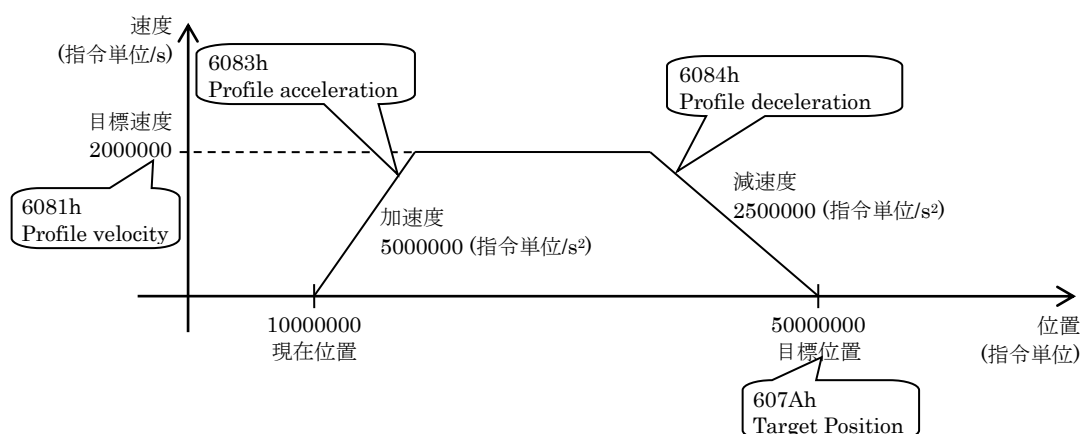 速度
(指令単位/s)
6083h
Profile acceleration
6084h
Profile deceleration
目標速度
2000000
6081h
Profile velocity
加速度
5000000 (指令単位/s²)
減速度
2500000 (指令単位/s²)
10000000
現在位置
50000000
目標位置
位置
(指令単位)
607Ah
Target Position